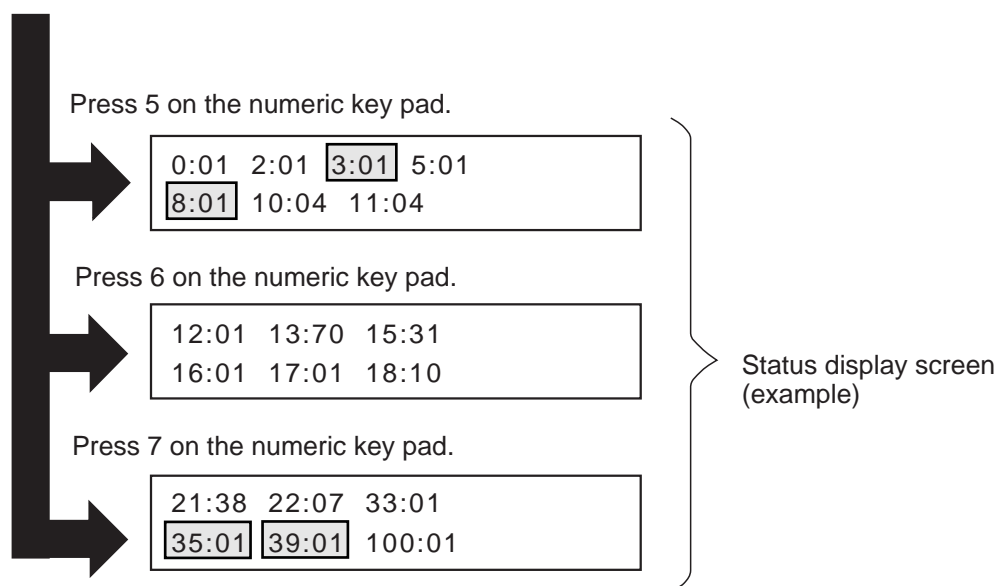 Press 5 on the numeric key pad.
0:01 2:01 3:01 5:01
8:01 10:04 11:04
Press 6 on the numeric key pad.
12:01 13:70 15:31
16:01 17:01 18:10
Status display screen
(example)
Press 7 on the numeric key pad.
21:38 22:07 33:01
35:01 39:01 100:01